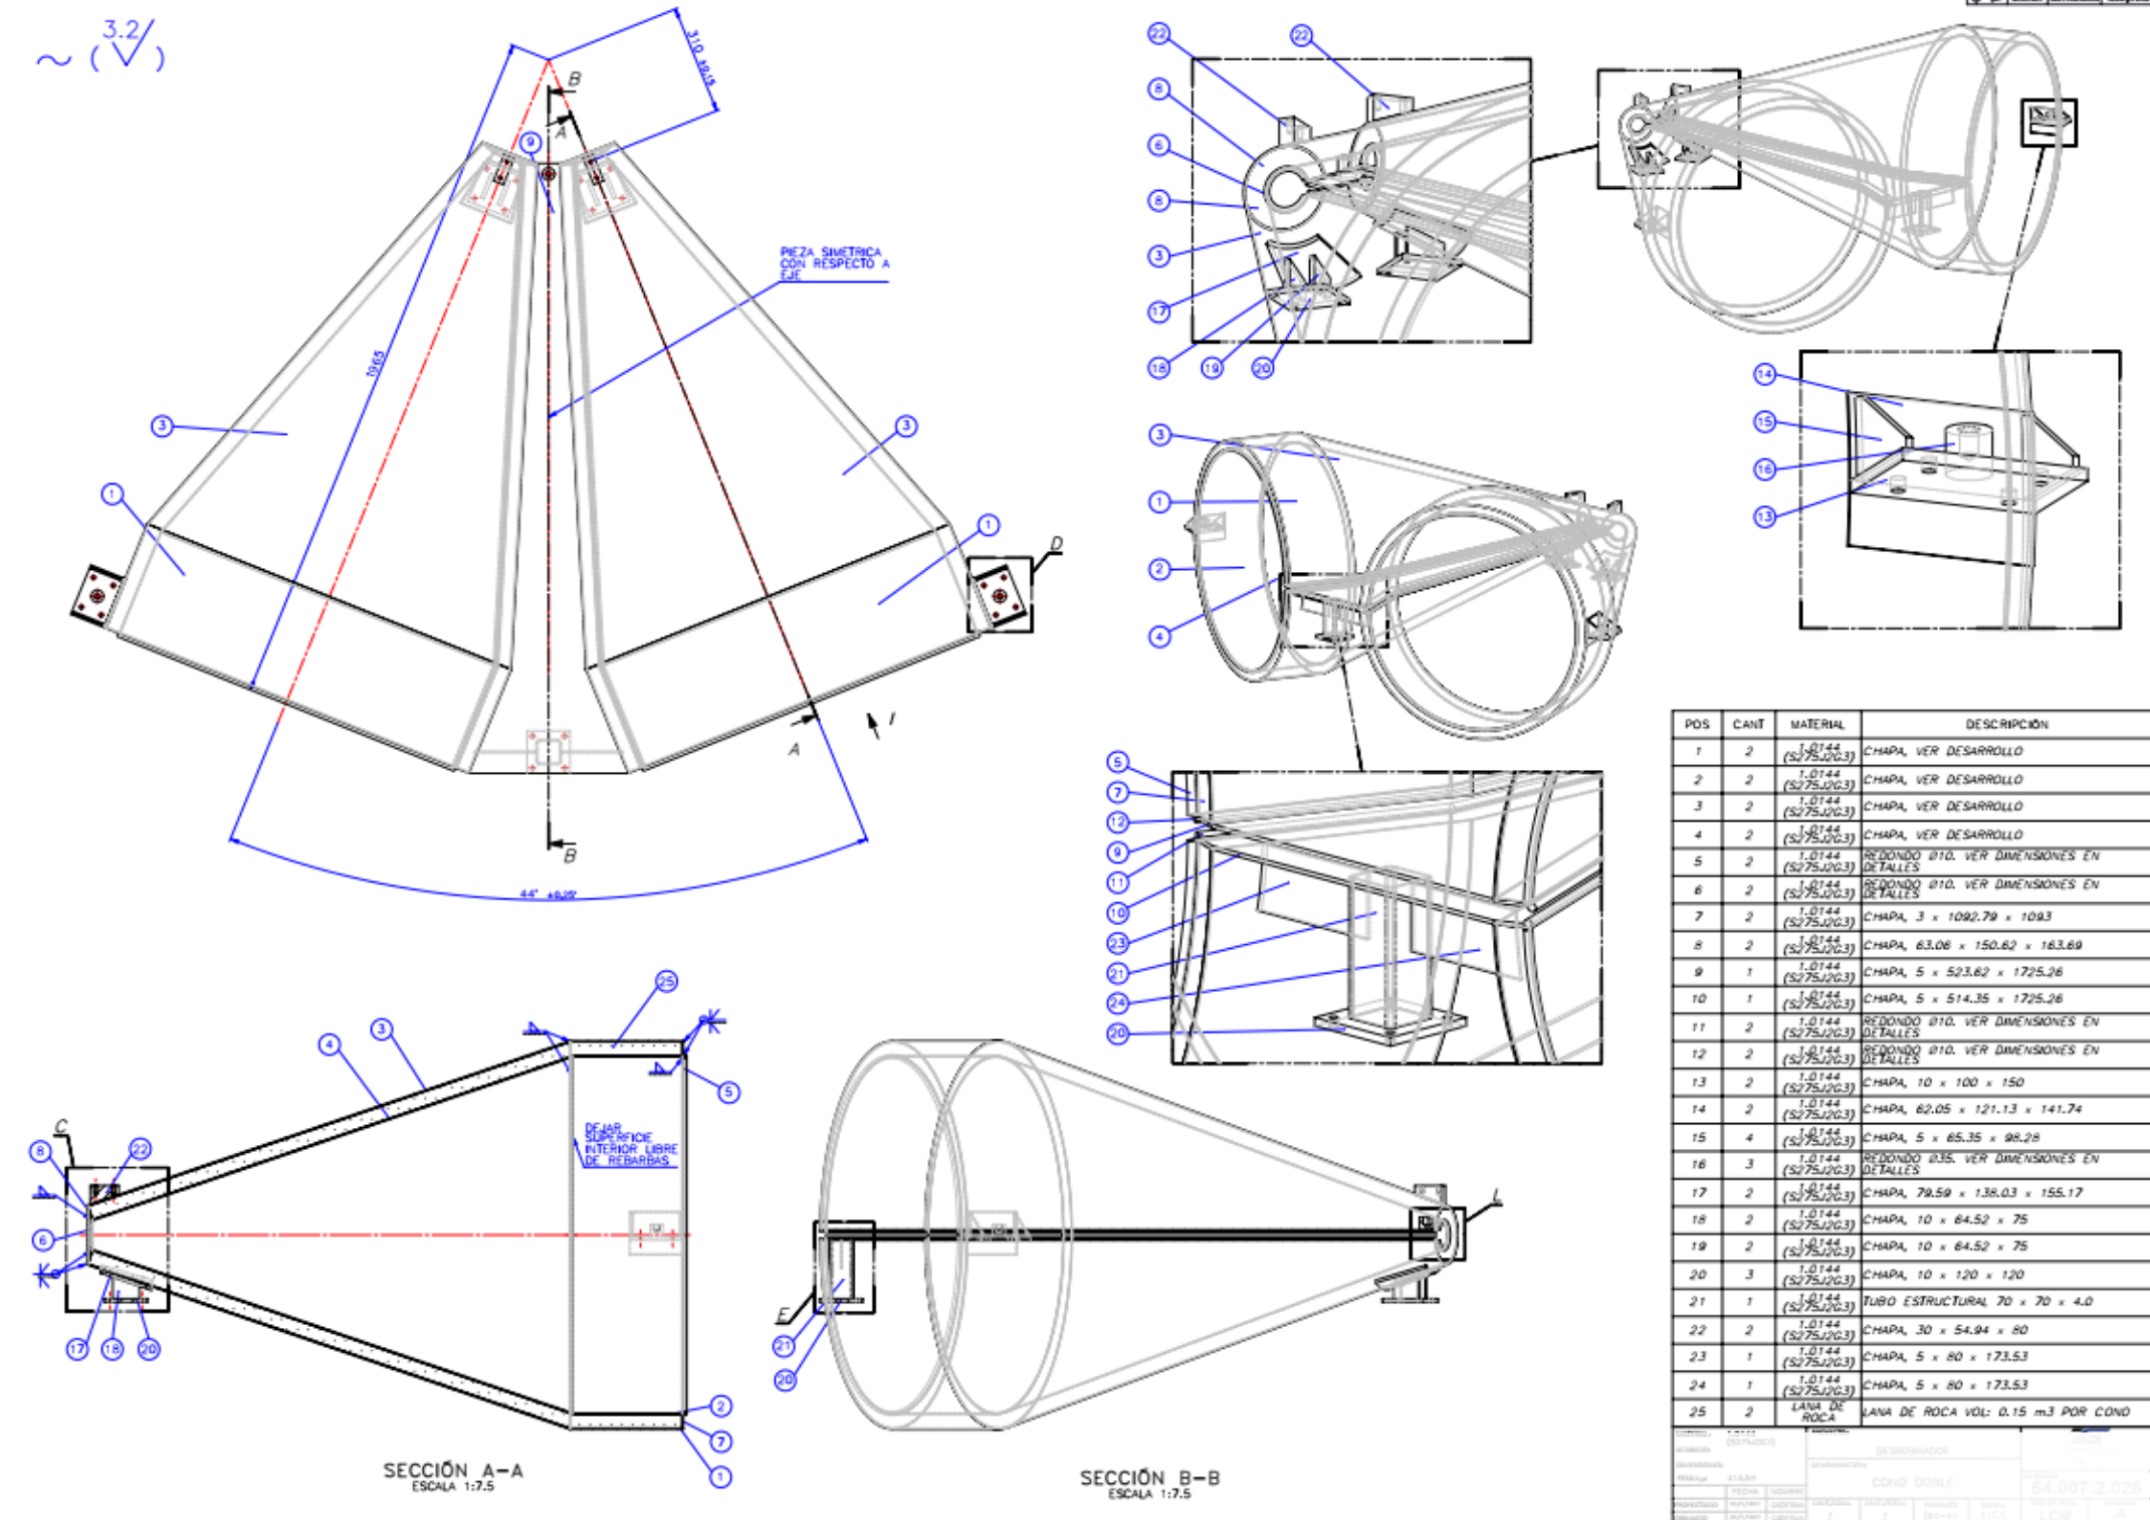 3.2
~ ( √ )
310 ±0.15
B
A
9
PIEZA SIMETRICA
CON RESPECTO A
EJE
1965
3
3
1
1
D
A
I
B
44° ±0,25°
22
22
8
6
8
3
17
18
19
20
14
15
16
13
3
1
2
4
5
7
12
9
11
10
23
21
24
20
25
3
4
5
DEJAR
SUPERFICIE
INTERIOR LIBRE
DE REBARBAS
C
8
22
6
17
18
20
2
7
1
SECCIÓN A-A
ESCALA 1:7.5
L
E
21
20
SECCIÓN B-B
ESCALA 1:7.5
POS CANT MATERIAL DESCRIPCIÓN
1 2 1.0144 (S275J2G3) CHAPA, VER DESARROLLO
2 2 1.0144 (S275J2G3) CHAPA, VER DESARROLLO
3 2 1.0144 (S275J2G3) CHAPA, VER DESARROLLO
4 2 1.0144 (S275J2G3) CHAPA, VER DESARROLLO
5 2 1.0144 (S275J2G3) REDONDO Ø10. VER DIMENSIONES EN DETALLES
6 2 1.0144 (S275J2G3) REDONDO Ø10. VER DIMENSIONES EN DETALLES
7 2 1.0144 (S275J2G3) CHAPA, 3 x 1092.79 x 1093
8 2 1.0144 (S275J2G3) CHAPA, 63.06 x 150.62 x 163.69
9 1 1.0144 (S275J2G3) CHAPA, 5 x 523.62 x 1725.26
10 1 1.0144 (S275J2G3) CHAPA, 5 x 514.35 x 1725.26
11 2 1.0144 (S275J2G3) REDONDO Ø10. VER DIMENSIONES EN DETALLES
12 2 1.0144 (S275J2G3) REDONDO Ø10. VER DIMENSIONES EN DETALLES
13 2 1.0144 (S275J2G3) CHAPA, 10 x 100 x 150
14 2 1.0144 (S275J2G3) CHAPA, 62.05 x 121.13 x 141.74
15 4 1.0144 (S275J2G3) CHAPA, 5 x 65.35 x 98.28
16 3 1.0144 (S275J2G3) REDONDO Ø35. VER DIMENSIONES EN DETALLES
17 2 1.0144 (S275J2G3) CHAPA, 79.59 x 138.03 x 155.17
18 2 1.0144 (S275J2G3) CHAPA, 10 x 64.52 x 75
19 2 1.0144 (S275J2G3) CHAPA, 10 x 64.52 x 75
20 3 1.0144 (S275J2G3) CHAPA, 10 x 120 x 120
21 1 1.0144 (S275J2G3) TUBO ESTRUCTURAL 70 x 70 x 4.0
22 2 1.0144 (S275J2G3) CHAPA, 30 x 54.94 x 80
23 1 1.0144 (S275J2G3) CHAPA, 5 x 80 x 173.53
24 1 1.0144 (S275J2G3) CHAPA, 5 x 80 x 173.53
25 2 LANA DE ROCA LANA DE ROCA VOL: 0.15 m3 POR CONO
DESBOBINADOR
CONO DOBLE
64.007.2.028
FECHA NOMBRE